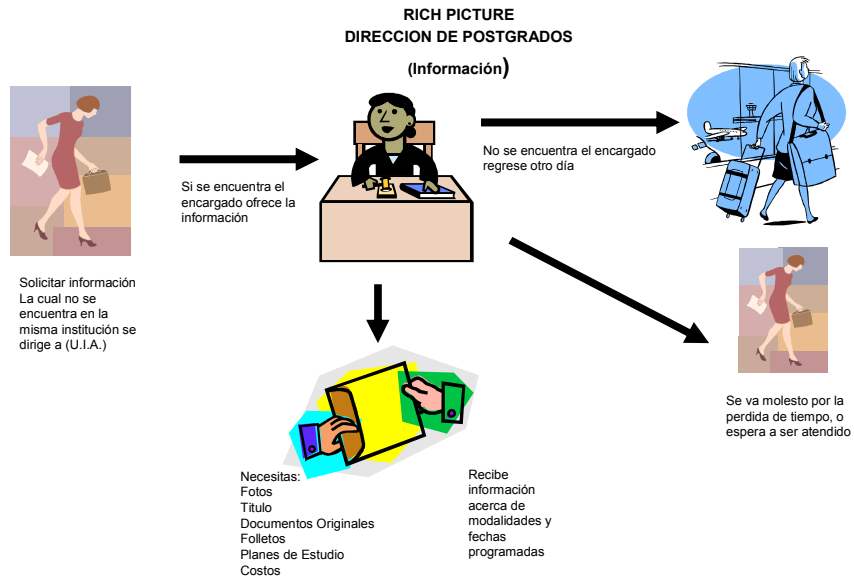 RICH PICTURE
DIRECCION DE POSTGRADOS
(Información)
Si se encuentra el
encargado ofrece la
información
No se encuentra el encargado
regrese otro día
Solicitar información
La cual no se
encuentra en la
misma institución se
dirige a (U.I.A.)
Se va molesto por la
perdida de tiempo, o
espera a ser atendido
Necesitas:
Fotos
Titulo
Documentos Originales
Folletos
Planes de Estudio
Costos
Recibe
información
acerca de
modalidades y
fechas
programadas